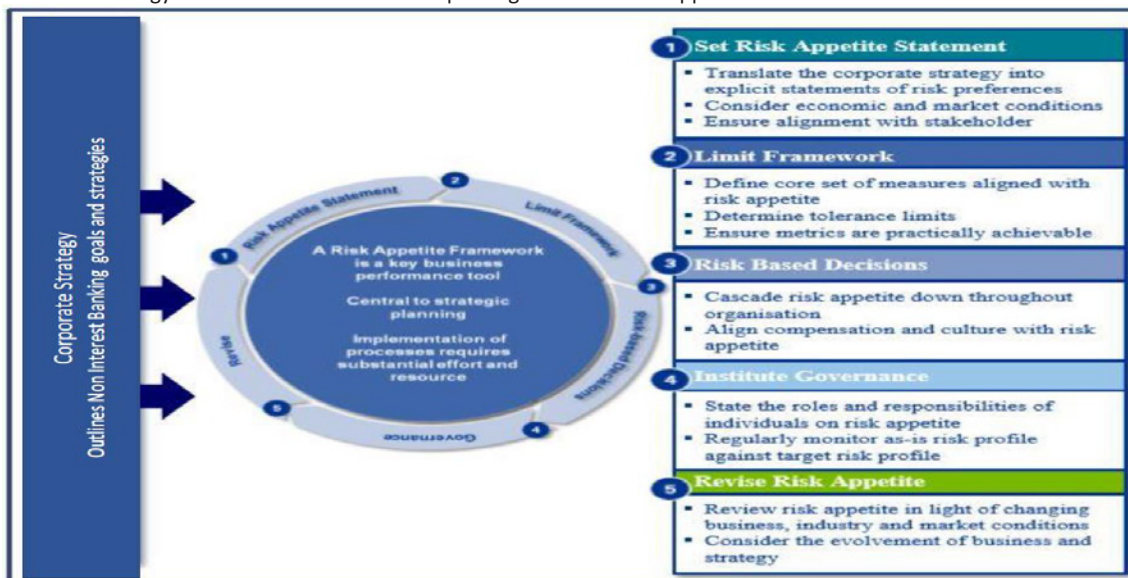 Corporate Strategy
Outlines Non Interest Banking goals and strategies
1
Risk Appetite Statement
2
Limit Framework
3
Risk-based Decisions
4
Governance
5
Revise
A Risk Appetite Framework
is a key business
performance tool
Central to strategic
planning
Implementation of
processes requires
substantial effort and
resource
1 Set Risk Appetite Statement
▪ Translate the corporate strategy into
explicit statements of risk preferences
▪ Consider economic and market conditions
▪ Ensure alignment with stakeholder
2 Limit Framework
▪ Define core set of measures aligned with
risk appetite
▪ Determine tolerance limits
▪ Ensure metrics are practically achievable
3 Risk Based Decisions
▪ Cascade risk appetite down throughout
organisation
▪ Align compensation and culture with risk
appetite
4 Institute Governance
▪ State the roles and responsibilities of
individuals on risk appetite
▪ Regularly monitor as-is risk profile
against target risk profile
5 Revise Risk Appetite
▪ Review risk appetite in light of changing
business, industry and market conditions
▪ Consider the evolvement of business and
strategy